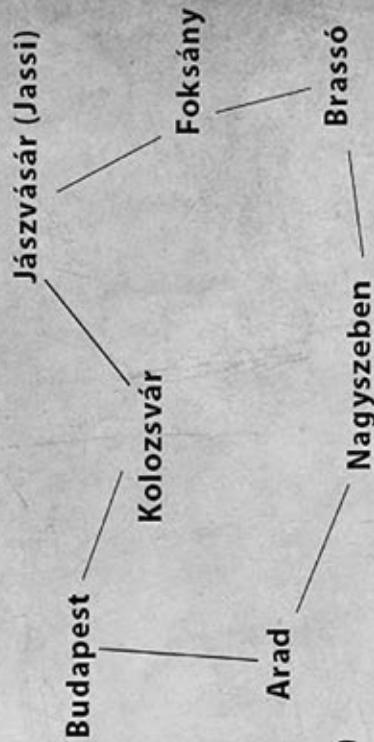 Jászvásár (Jassi)
Budapest
Foksány
Kolozsvár
Brassó
Arad
Nagyszeben
)